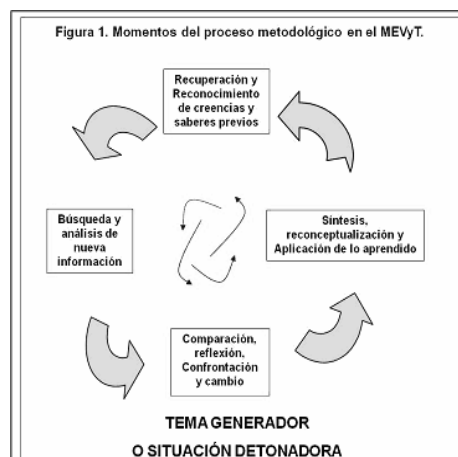 Figura 1. Momentos del proceso metodológico en el MEVyT.
Recuperación y
Reconocimiento
de creencias y
saberes previos
Búsqueda y
análisis de
nueva
información
Síntesis,
reconceptualización y
Aplicación de lo aprendido
Comparación,
reflexión,
Confrontación
y cambio
TEMA GENERADOR
O SITUACIÓN DETONADORA